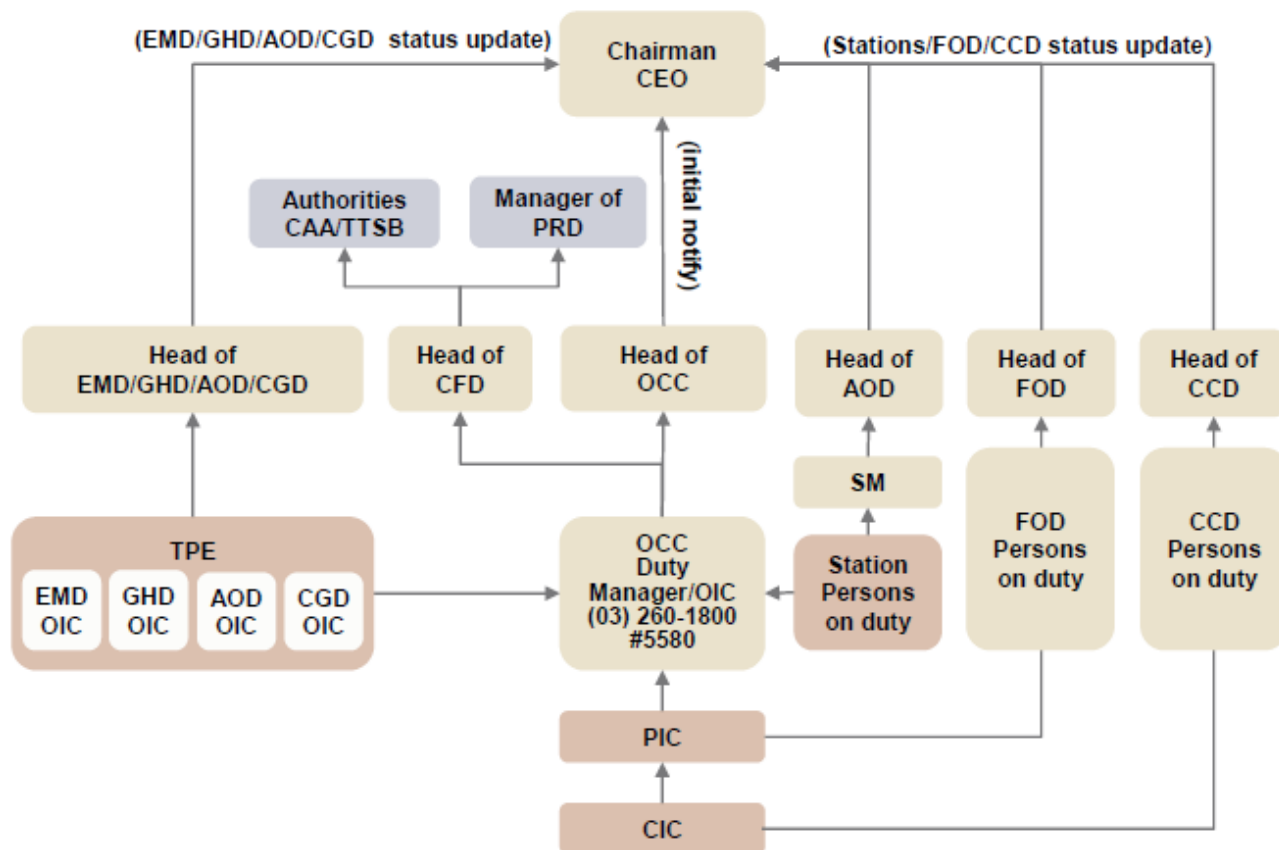 (EMD/GHD/AOD/CGD status update)
Chairman
CEO
(Stations/FOD/CCD status update)
(initial notify)
Authorities
CAA/TTSB
Manager of
PRD
Head of
EMD/GHD/AOD/CGD
Head of
CFD
Head of
OCC
Head of
AOD
Head of
FOD
Head of
CCD
SM
TPE
EMD
OIC
GHD
OIC
AOD
OIC
CGD
OIC
OCC
Duty
Manager/OIC
(03) 260-1800
#5580
Station
Persons
on duty
FOD
Persons
on duty
CCD
Persons
on duty
PIC
CIC